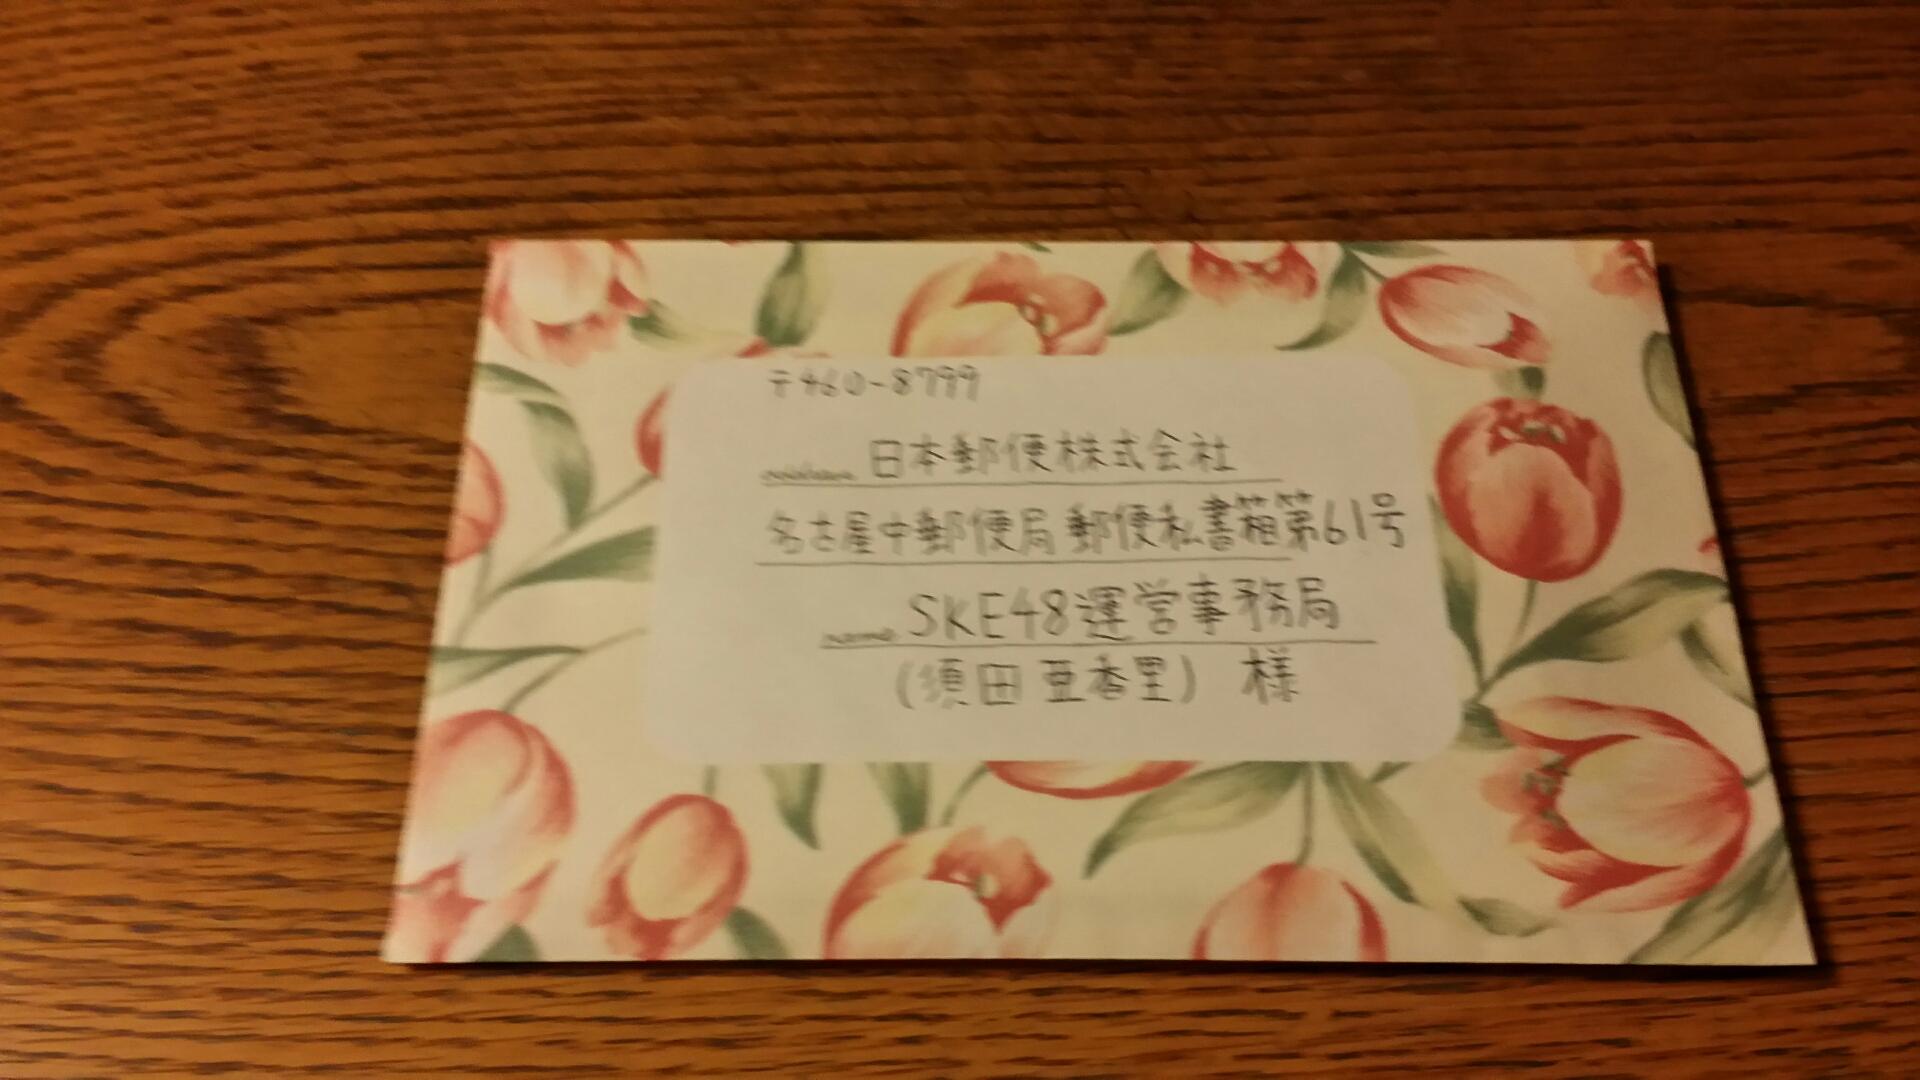 〒460-8799
address 日本郵便株式会社
名古屋中郵便局 郵便私書箱第61号
name SKE48運営事務局
(須田 亜香里) 様